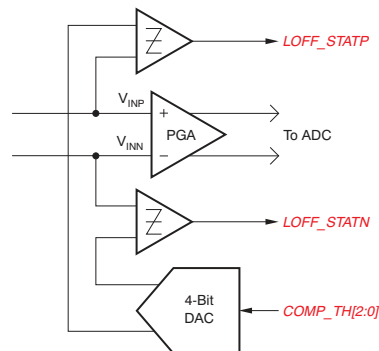 LOFF_STATP
VINP
+
PGA
To ADC
VINN
−
LOFF_STATN
4-Bit
DAC
COMP_TH[2:0]